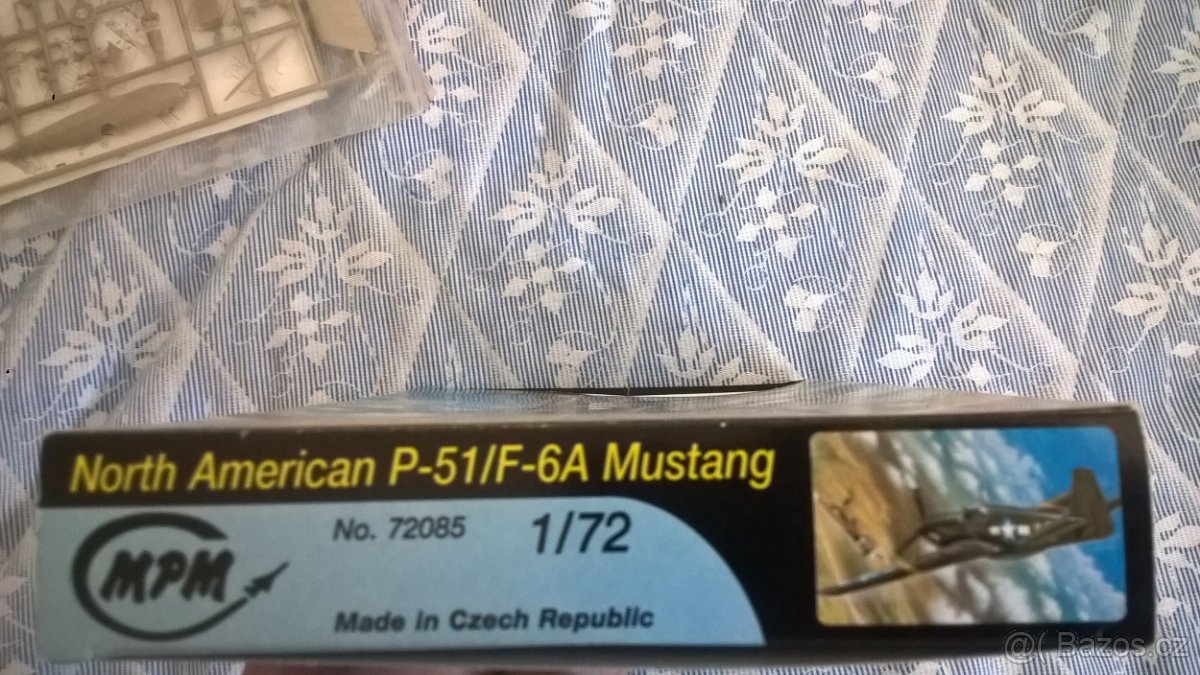 North American P-51/F-6A Mustang
No. 72085 1/72
MPM
Made in Czech Republic
@( Bazos.cz